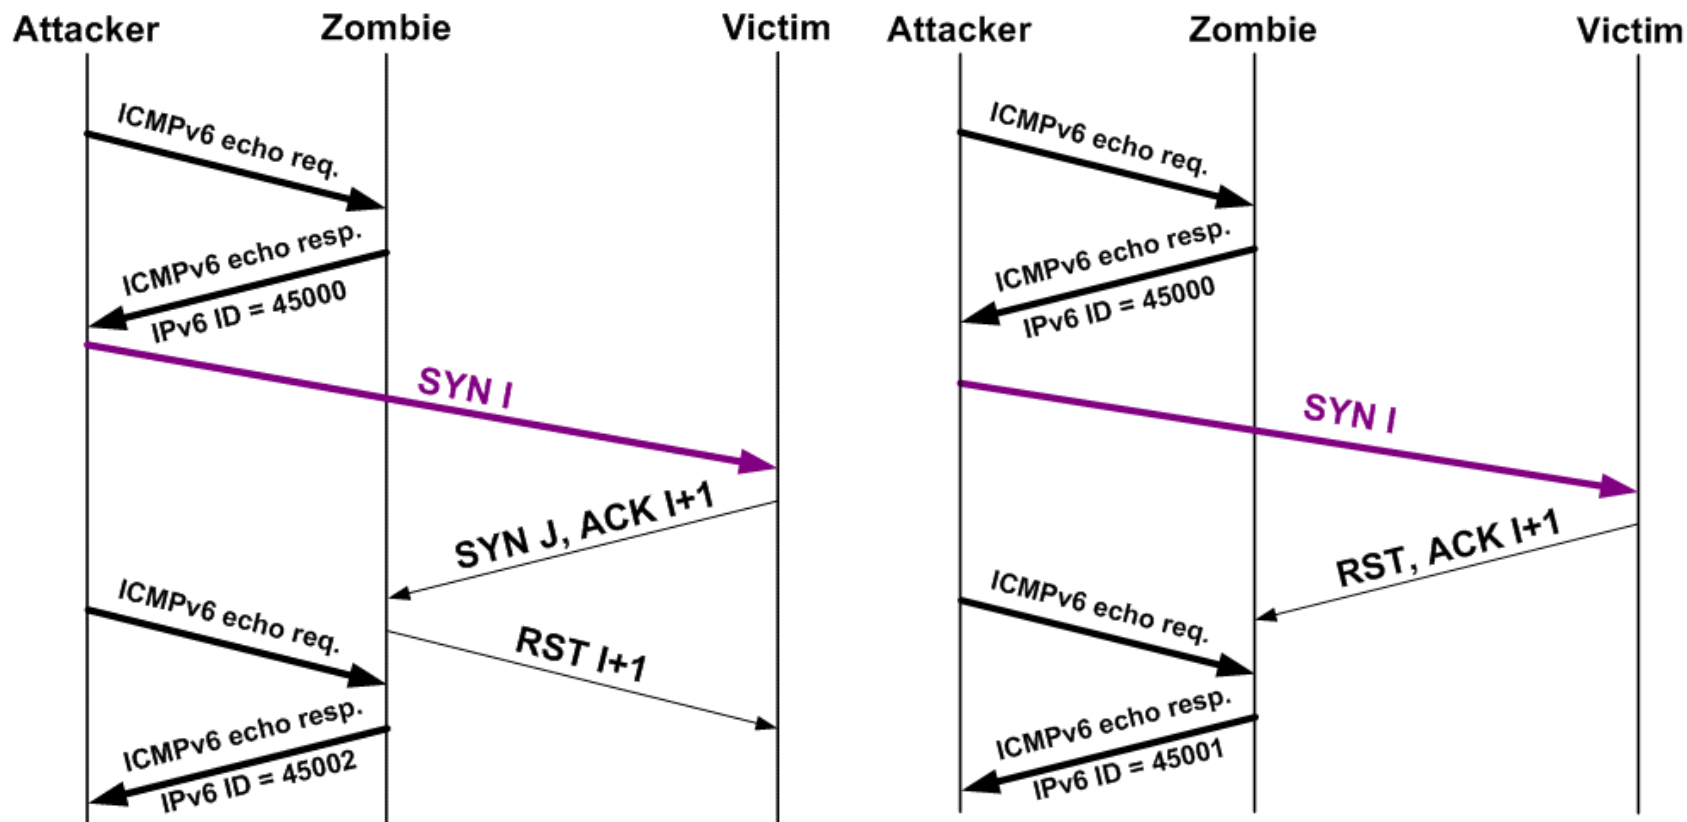 Attacker
Zombie
Victim
ICMPv6 echo req.
ICMPv6 echo resp.
IPv6 ID = 45000
SYN I
SYN J, ACK I+1
ICMPv6 echo req.
RST I+1
ICMPv6 echo resp.
IPv6 ID = 45002
Attacker
Zombie
Victim
ICMPv6 echo req.
ICMPv6 echo resp.
IPv6 ID = 45000
SYN I
RST, ACK I+1
ICMPv6 echo req.
ICMPv6 echo resp.
IPv6 ID = 45001